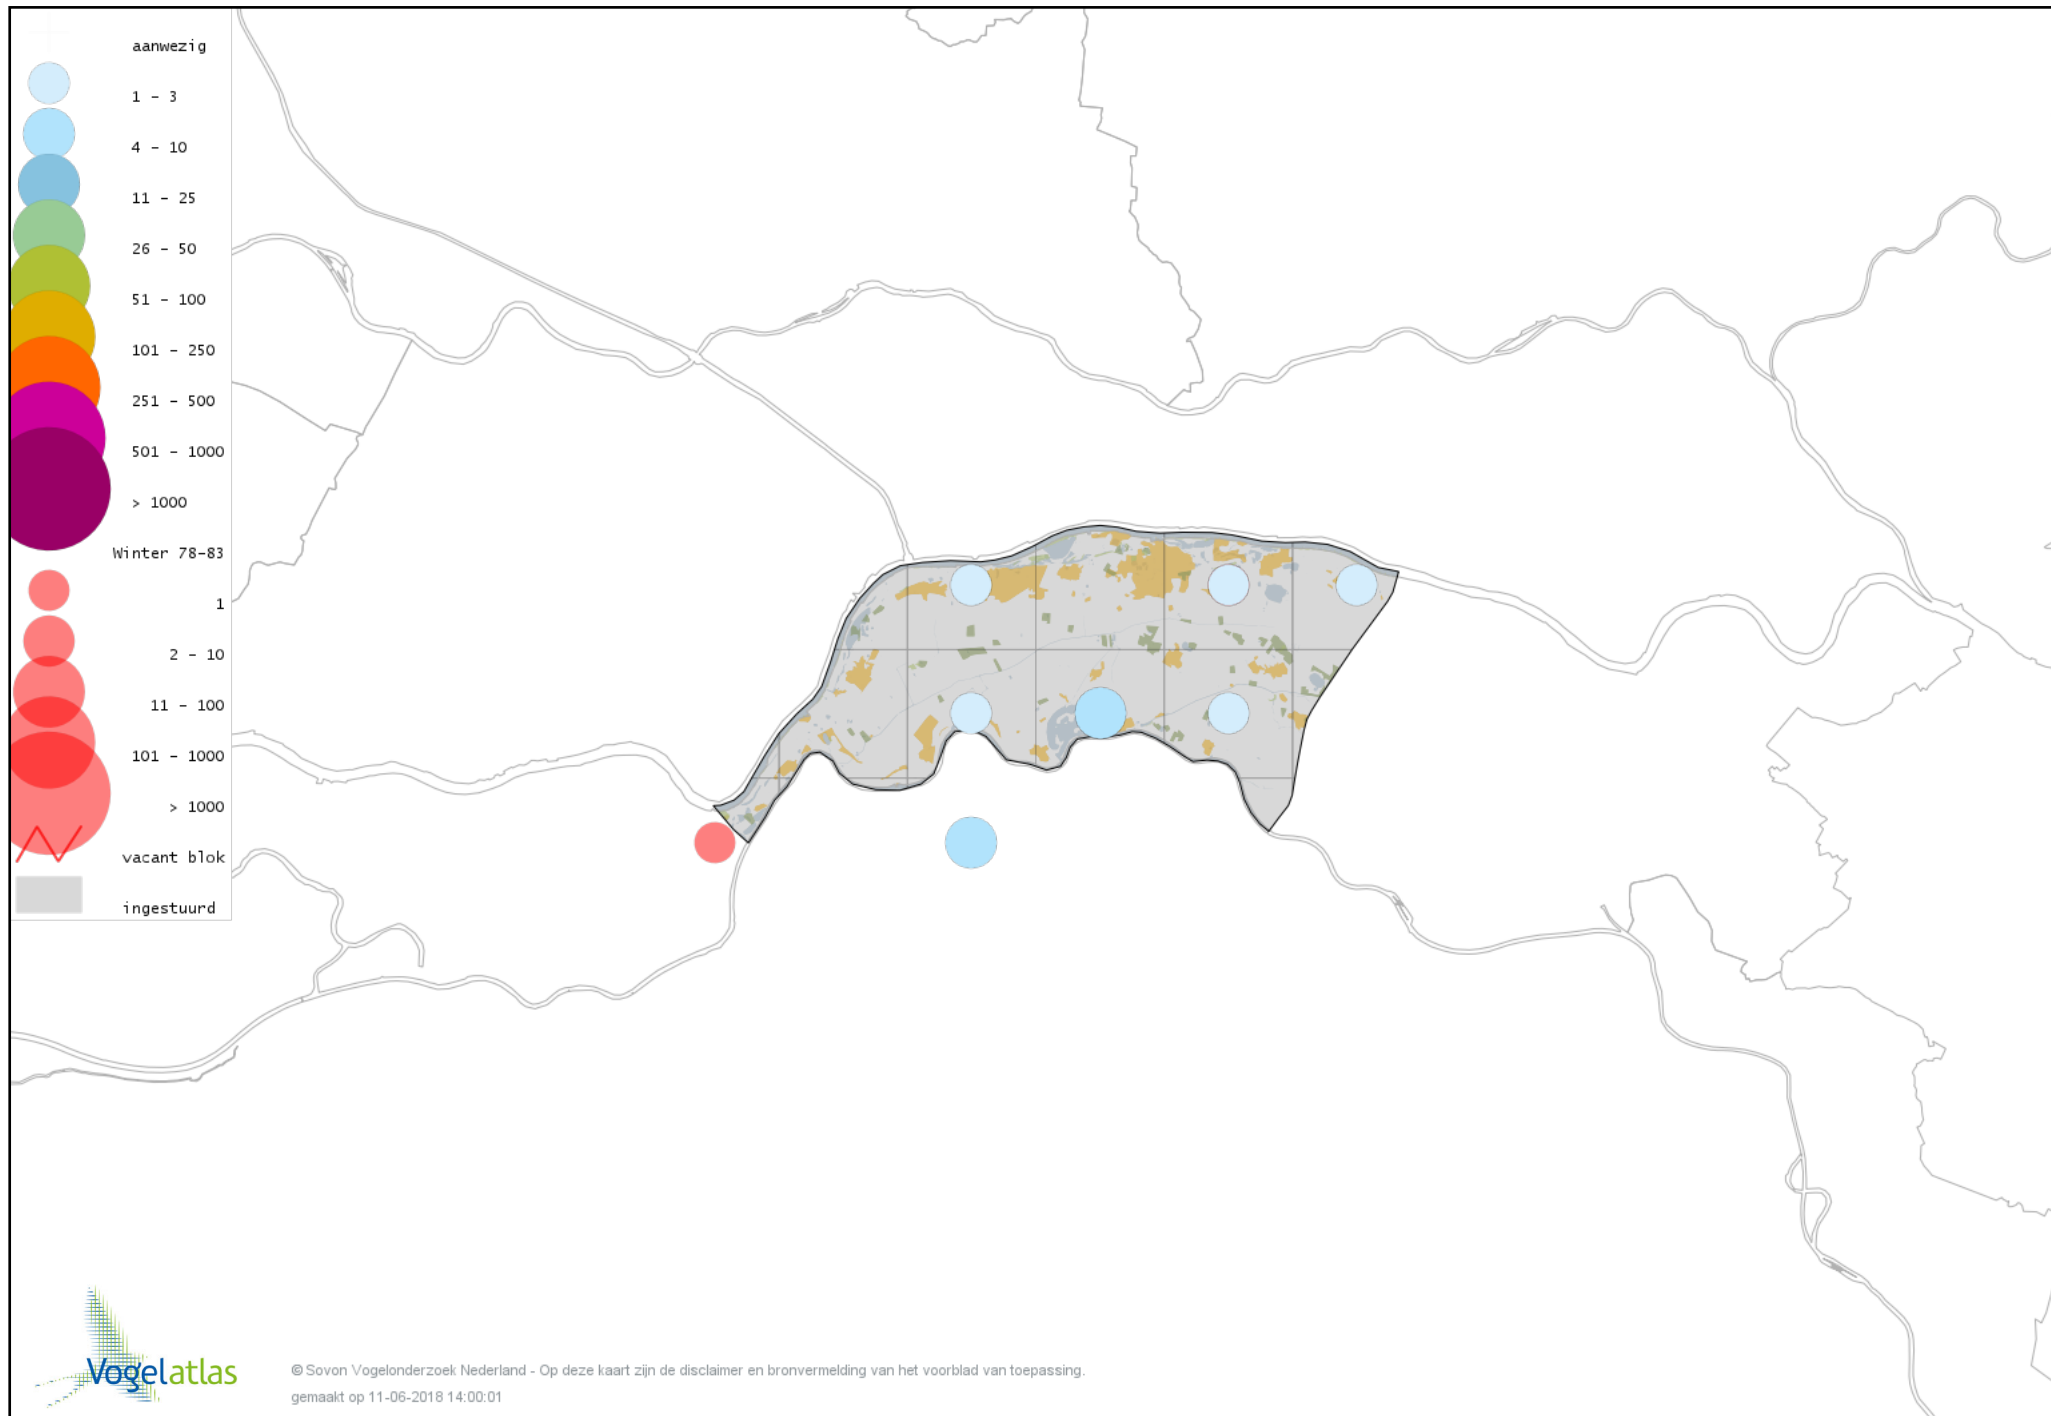 aanwezig
1 - 3
4 - 10
11 - 25
26 - 50
51 - 100
101 - 250
251 - 500
501 - 1000
> 1000
Winter 78-83
1
2 - 10
11 - 100
101 - 1000
> 1000
vacant blok
ingestuurd
Vogelatlas
© Sovon Vogelonderzoek Nederland - Op deze kaart zijn de disclaimer en bronvermelding van het voorblad van toepassing.
gemaakt op 11-06-2018 14:00:01